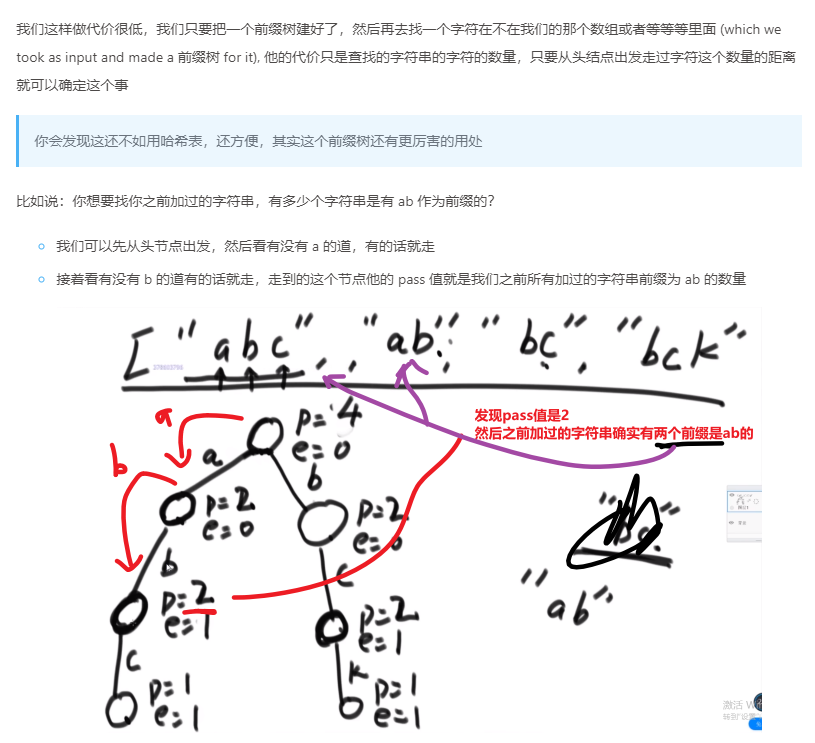 我们这样做代价很低，我们只要把一个前缀树建好了，然后再去找一个字符在不在我们的那个数组或者等等等里面 (which we
took as input and made a 前缀树 for it), 他的代价只是查找的字符串的字符的数量，只要从头结点出发走过字符这个数量的距离
就可以确定这个事
你会发现这还不如用哈希表，还方便，其实这个前缀树还有更厉害的用处
比如说：你想要找你之前加过的字符串，有多少个字符串是有 ab 作为前缀的？
我们可以先从头节点出发，然后看有没有 a 的道，有的话就走
接着看有没有 b 的道有的话就走，走到的这个节点他的 pass 值就是我们之前所有加过的字符串前缀为 ab 的数量
["abc", "ab", "bc", "bck"
发现pass值是2
然后之前加过的字符串确实有两个前缀是ab的
a
p=4
e=0
a
b
b
p=2
e=0
p=2
e=0
b
c
p=2
e=1
p=2
e=1
"ab"
c
k
p=1
e=1
p=1
e=1
激活 W